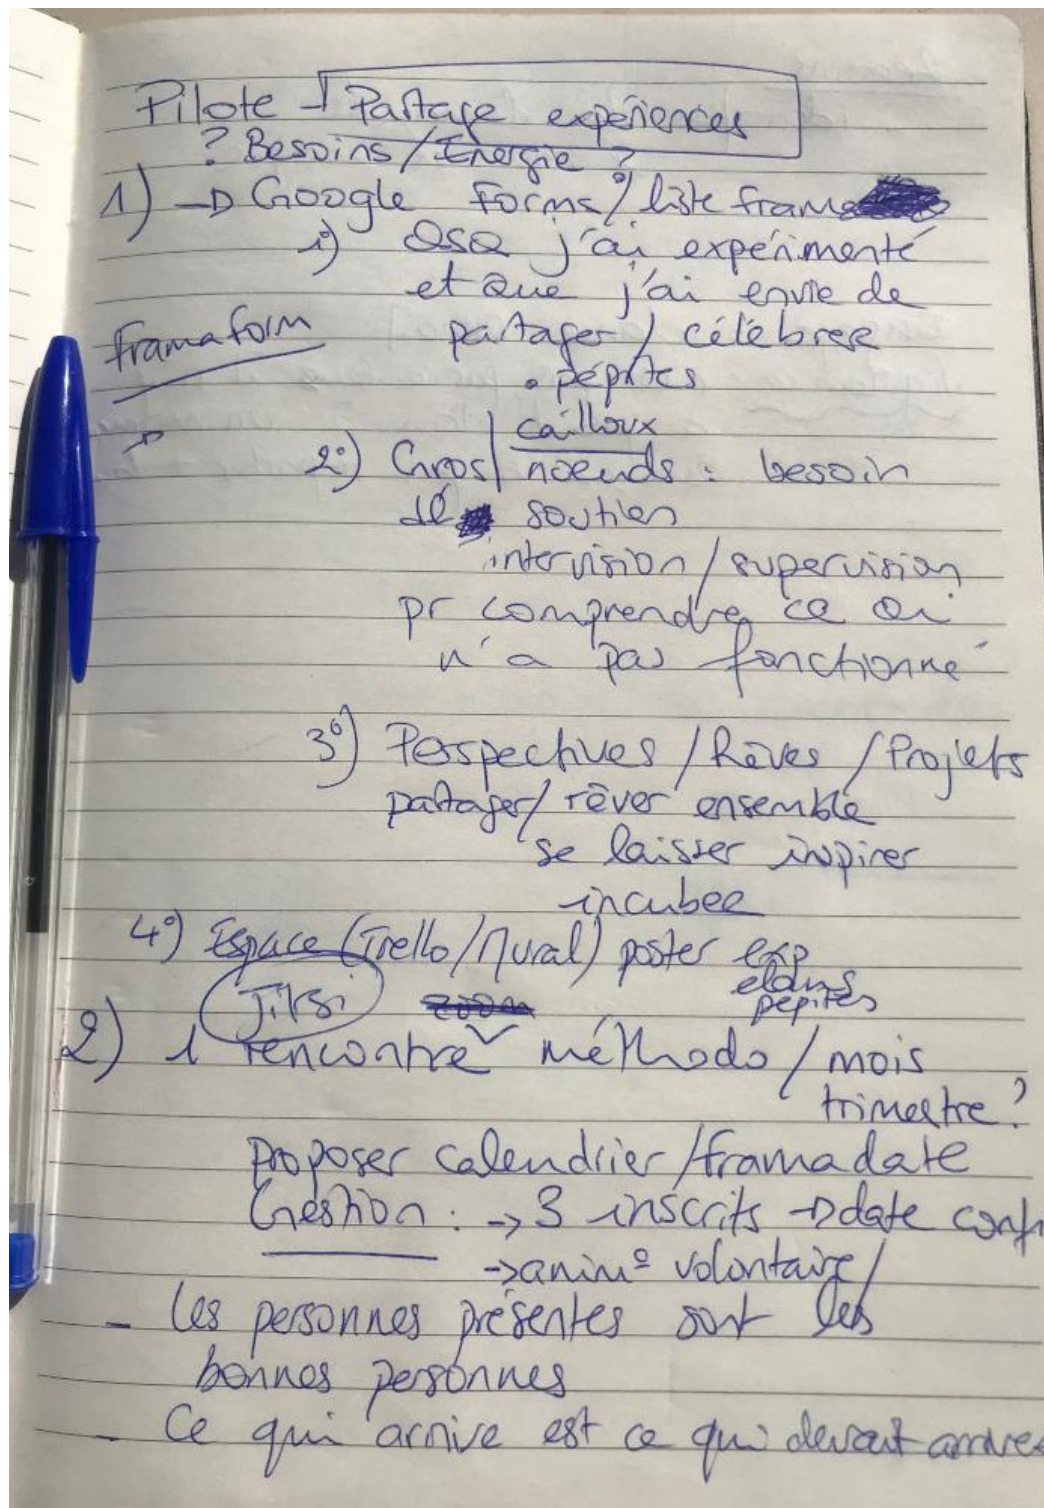 Pilote → Partage expériences
? Besoins / Energie ?
1) → Google Forms ? / liste frama
1°) QSQ j'ai expérimenté
et que j'ai envie de
Framaform
partager / célébrer
• pépites
cailloux
2°) Gros / noeuds : besoin
de soutien
intervision / supervision
pr comprendre ce qi
n'a pas fonctionné
3°) Perspectives / Rêves / Projets
partager / rêver ensemble
se laisser inspirer
incuber
4°) Espace (Trello / Mural) poster exp
élans
pépites
Jitsi zoom
2) 1 rencontre méthodo / mois
trimestre ?
proposer calendrier / framadate
Gestion : → 3 inscrits → date conf
→ anim° volontaire /
- les personnes présentes sont les
bonnes personnes
- Ce qui arrive est ce qui devait arriver